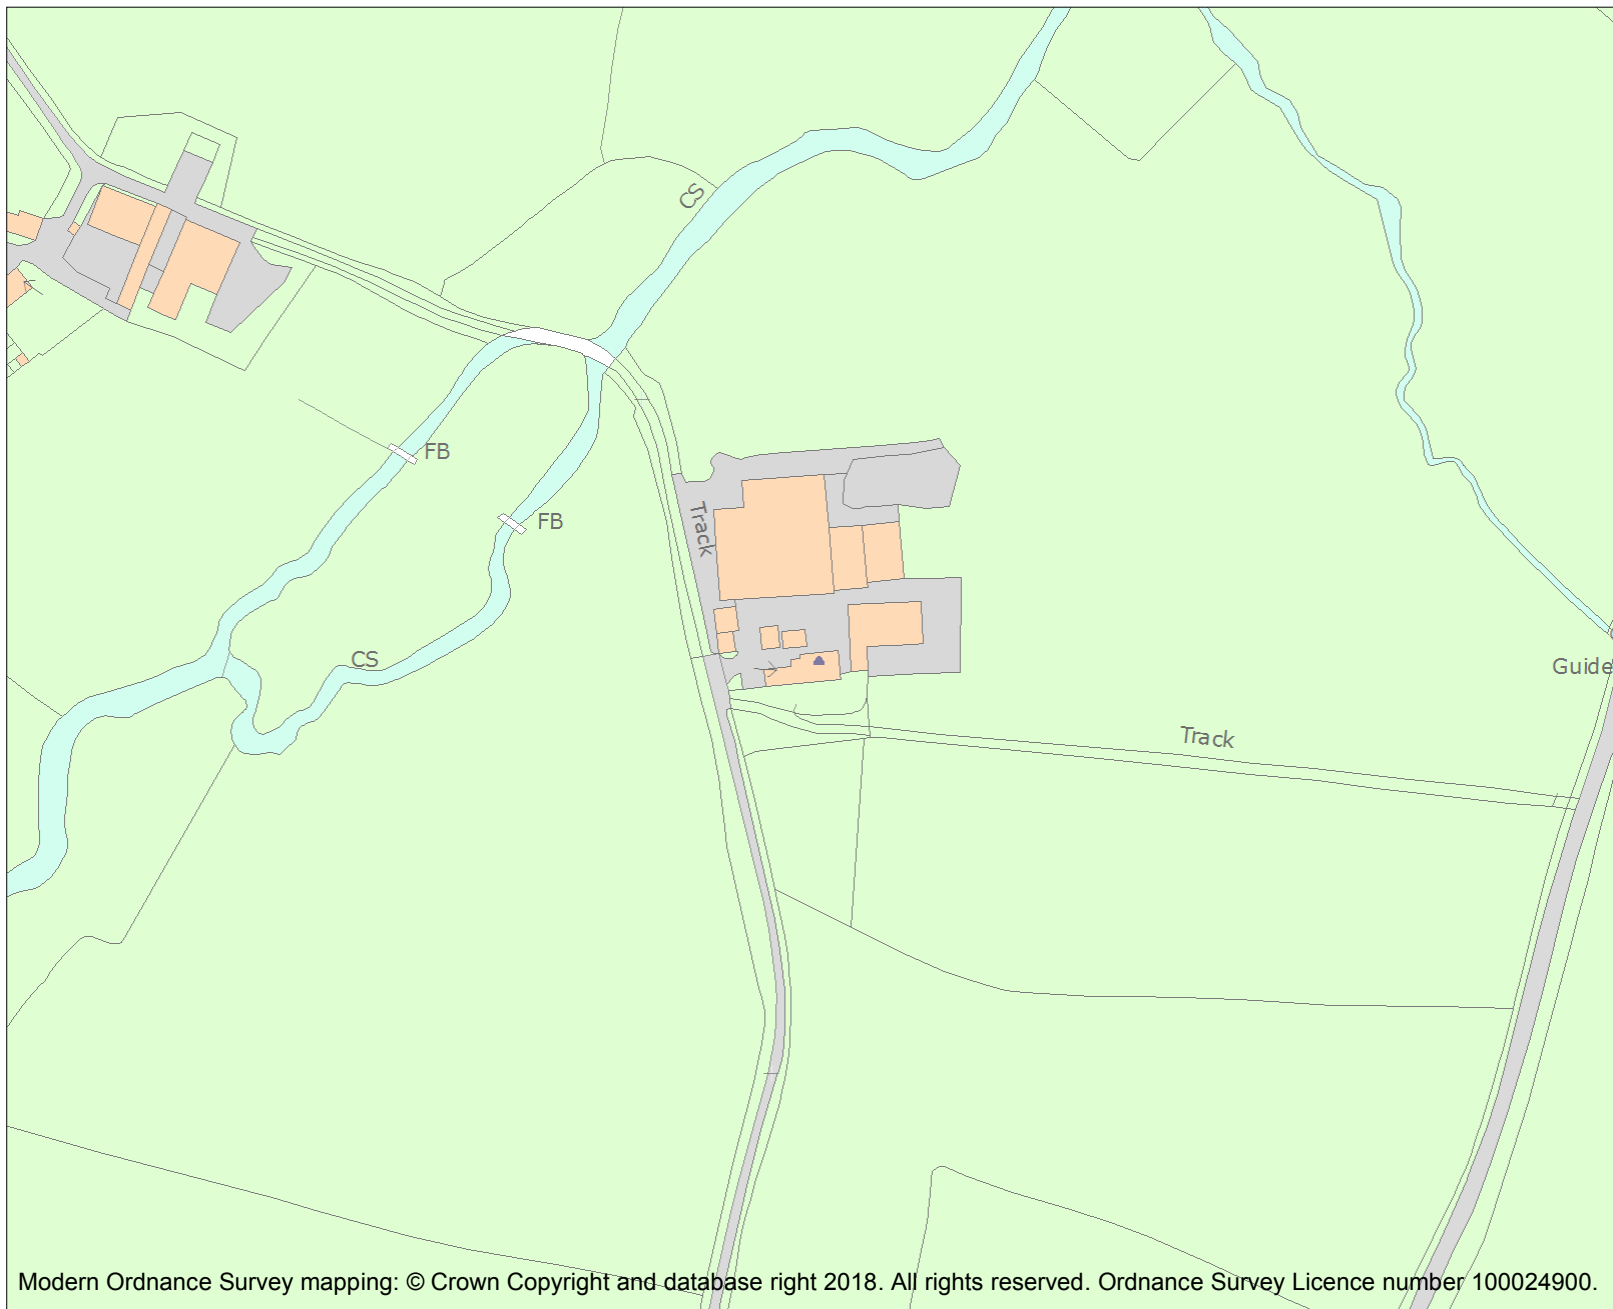 CS
FB
FB
Track
CS
Guide
Track
Modern Ordnance Survey mapping: © Crown Copyright and database right 2018. All rights reserved. Ordnance Survey Licence number 100024900.